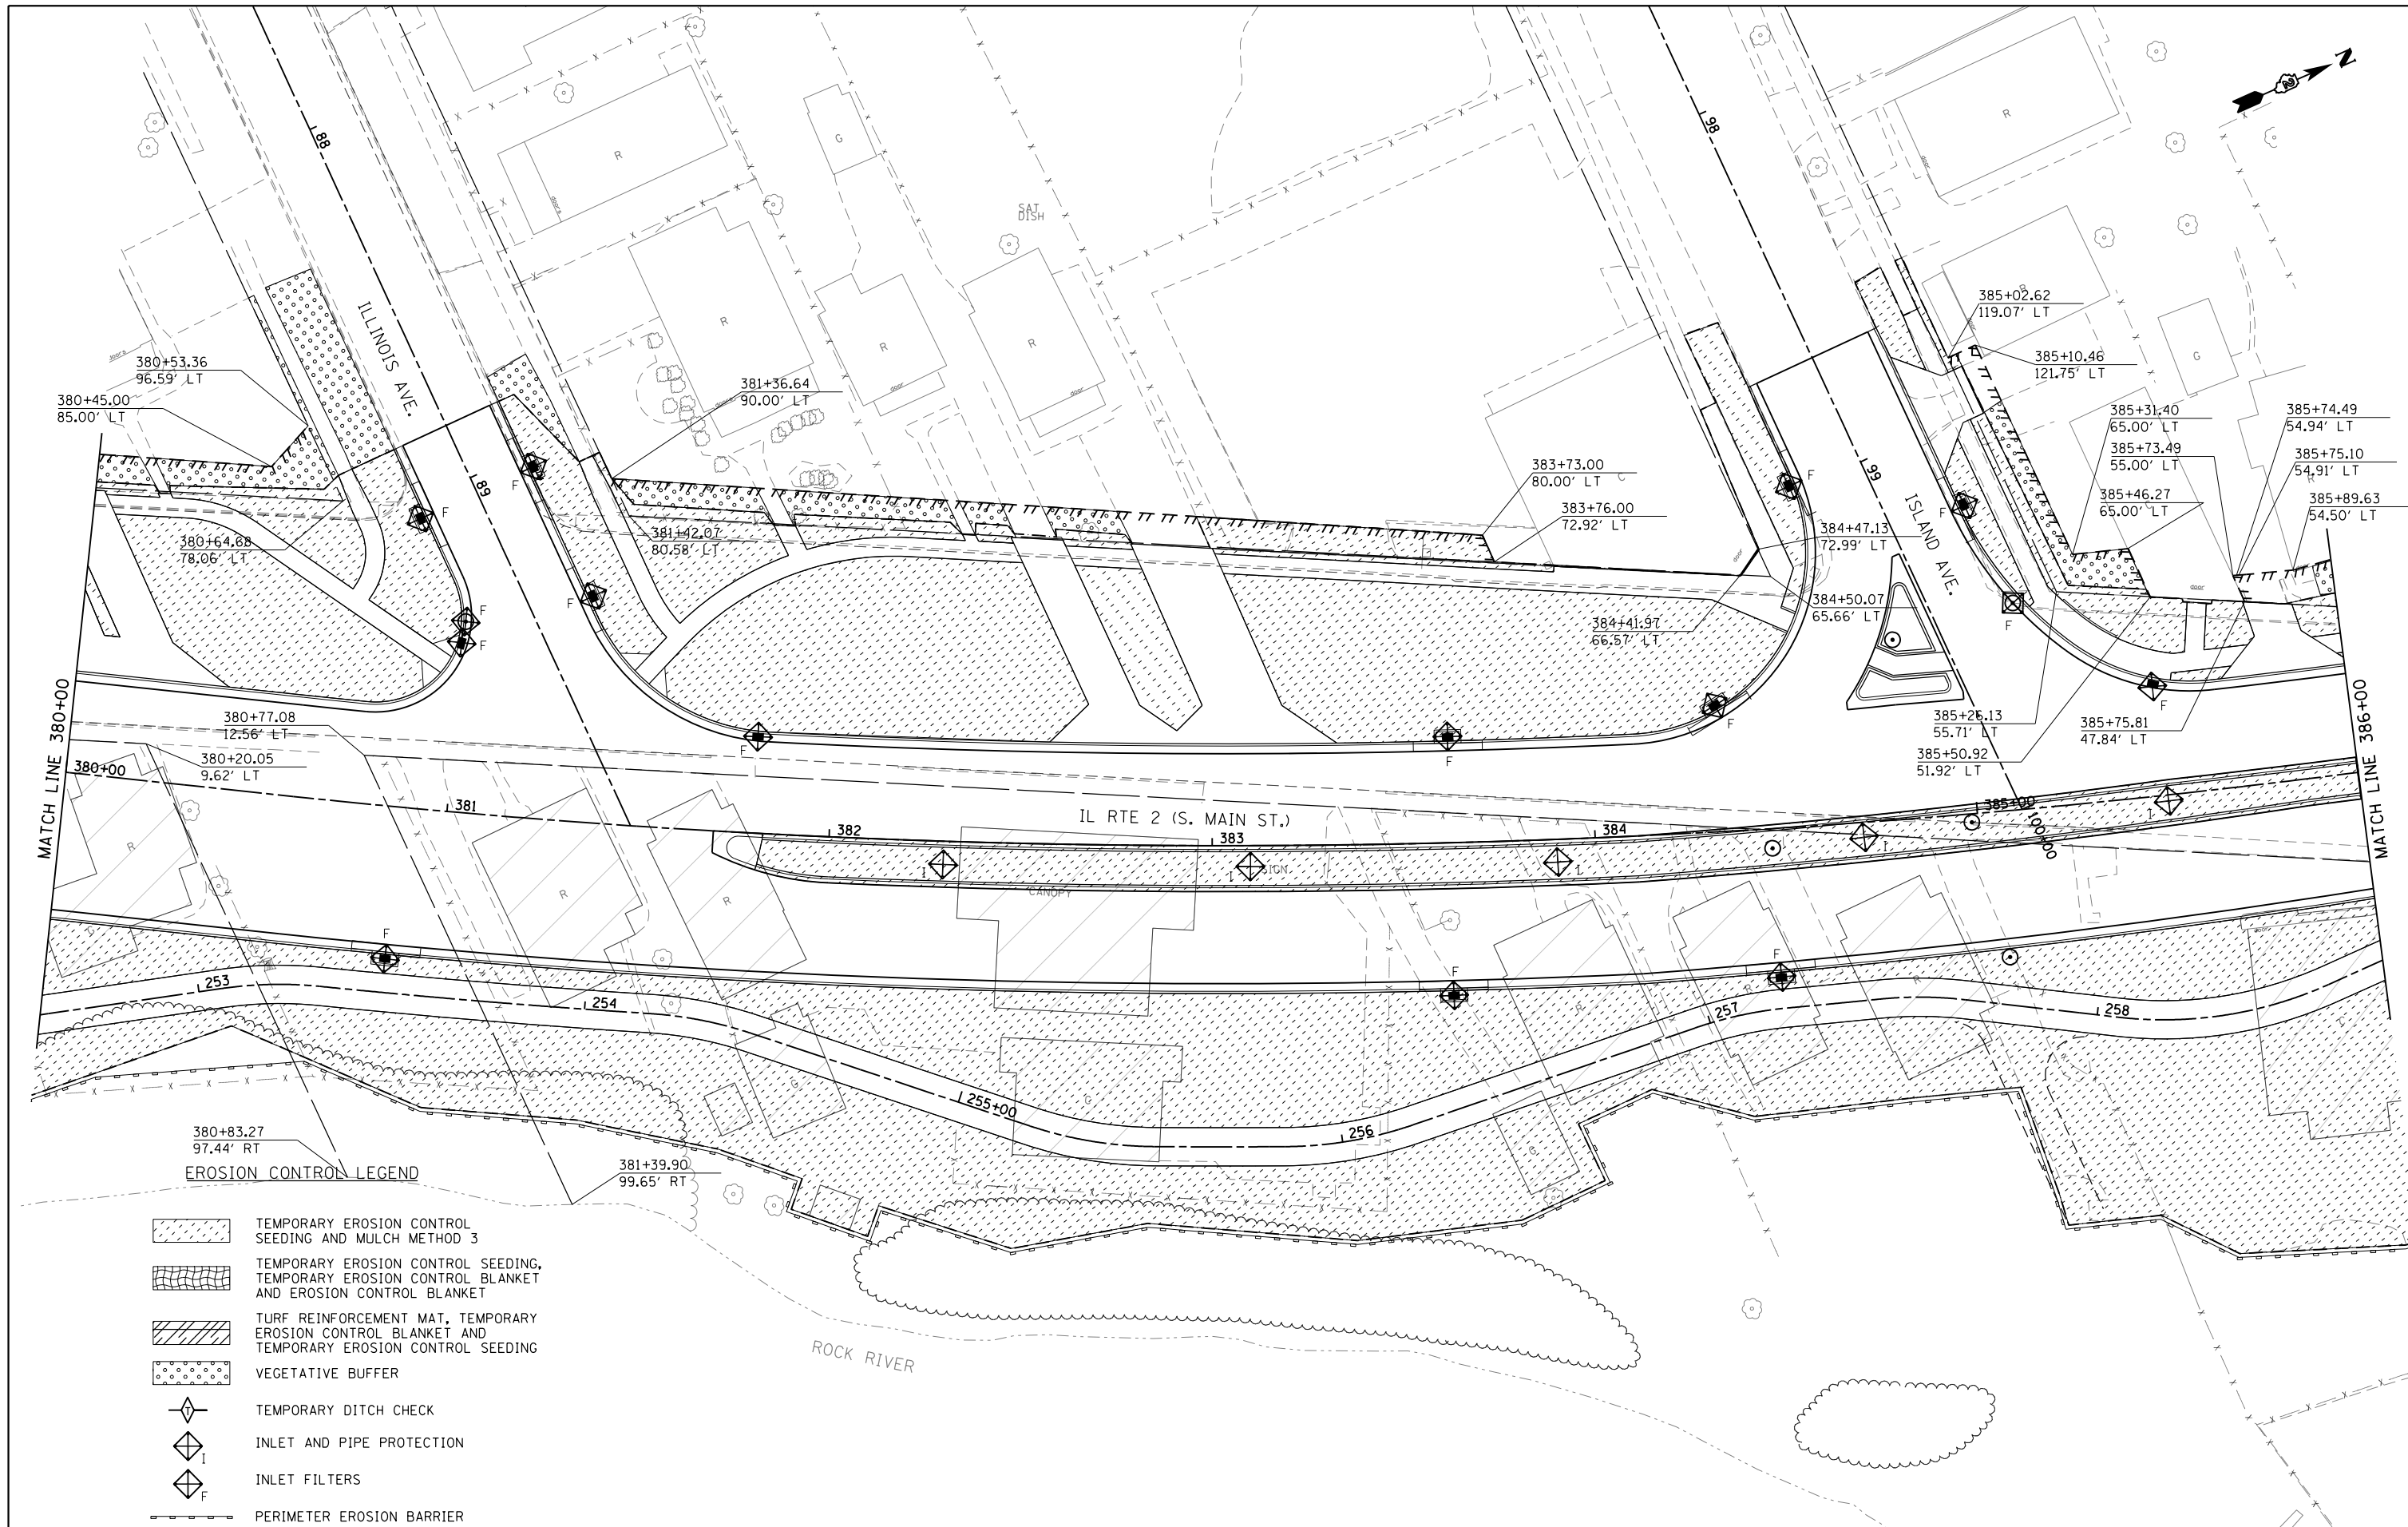 N
88
98
SAT
DISH
R
G
R
R
R
R
R
G
ILLINOIS AVE.
385+02.62
119.07' LT
385+10.46
121.75' LT
380+53.36
96.59' LT
380+45.00
85.00' LT
381+36.64
90.00' LT
385+31.40
65.00' LT
385+74.49
54.94' LT
385+73.49
55.00' LT
385+75.10
54.91' LT
383+73.00
80.00' LT
385+46.27
65.00' LT
385+89.63
54.50' LT
383+76.00
72.92' LT
89
99
ISLAND AVE.
380+64.68
78.06' LT
381+42.07
80.58' LT
384+47.13
72.99' LT
384+50.07
65.66' LT
384+41.97
66.57' LT
door
door
door
F
F
F
F
F
F
F
F
F
F
F
F
MATCH LINE 380+00
MATCH LINE 386+00
380+77.08
12.56' LT
385+26.13
55.71' LT
385+75.81
47.84' LT
380+20.05
9.62' LT
385+50.92
51.92' LT
380+00
381
382
383
384
385+00
100+00
IL RTE 2 (S. MAIN ST.)
CANOPY
SIGN
I
I
I
I
I
F
F
F
253
254
255+00
256
257
258
380+83.27
97.44' RT
381+39.90
99.65' RT
ROCK RIVER
EROSION CONTROL LEGEND
TEMPORARY EROSION CONTROL
SEEDING AND MULCH METHOD 3
TEMPORARY EROSION CONTROL SEEDING,
TEMPORARY EROSION CONTROL BLANKET
AND EROSION CONTROL BLANKET
TURF REINFORCEMENT MAT, TEMPORARY
EROSION CONTROL BLANKET AND
TEMPORARY EROSION CONTROL SEEDING
VEGETATIVE BUFFER
T
TEMPORARY DITCH CHECK
I
INLET AND PIPE PROTECTION
F
INLET FILTERS
PERIMETER EROSION BARRIER